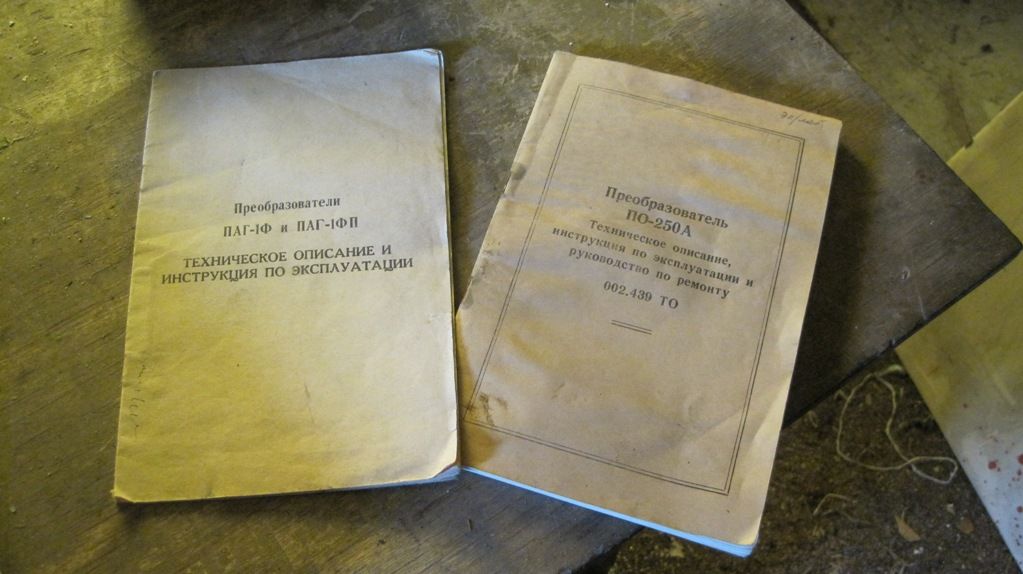 Преобразователи
ПАГ-1Ф и ПАГ-1ФП
ТЕХНИЧЕСКОЕ ОПИСАНИЕ И
ИНСТРУКЦИЯ ПО ЭКСПЛУАТАЦИИ
Преобразователь
ПО-250А
Техническое описание,
инструкция по эксплуатации и
руководство по ремонту
002.439 ТО